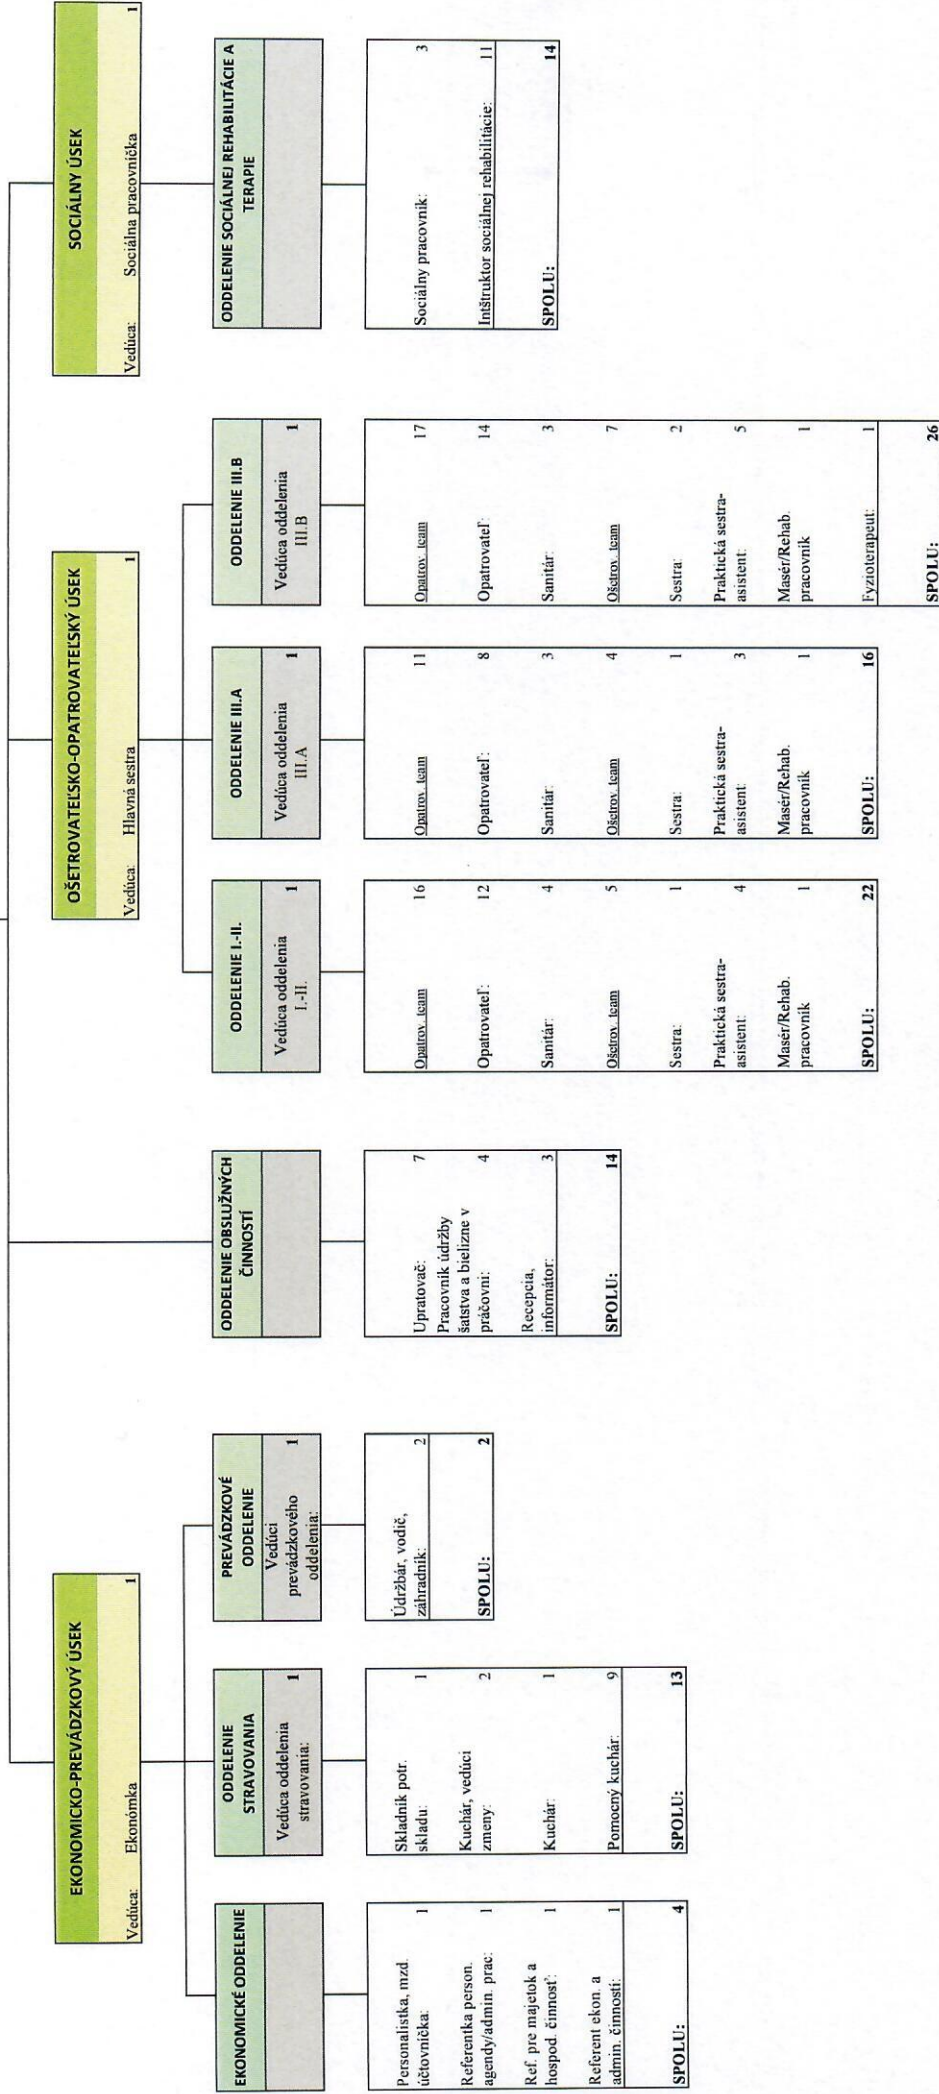 EKONOMICKO-PREVÁDZKOVÝ ÚSEK
Vedúca: Ekonómka 1
EKONOMICKÉ ODDELENIE
Personalistka, mzd.
účtovníčka: 1
Referentka person.
agendy/admin. prac: 1
Ref. pre majetok a
hospod. činnosť: 1
Referent ekon. a
admin. činností: 1
SPOLU: 4
ODDELENIE
STRAVOVANIA
Vedúca oddelenia 1
stravovania:
Skladník potr. 1
skladu:
Kuchár, vedúci 2
zmeny:
Kuchár: 1
Pomocný kuchár: 9
SPOLU: 13
PREVÁDZKOVÉ
ODDELENIE
Vedúci 1
prevádzkového
oddelenia:
Údržbár, vodič,
záhradník: 2
SPOLU: 2
ODDELENIE OBSLUŽNÝCH
ČINNOSTÍ
Upratovač: 7
Pracovník údržby
šatstva a bielizne v 4
práčovni:
Recepcia,
informátor: 3
SPOLU: 14
OŠETROVATEĽSKO-OPATROVATEĽSKÝ ÚSEK
Vedúca: Hlavná sestra 1
ODDELENIE I.-II.
Vedúca oddelenia 1
I.-II.
Opatrov. team 16
Opatrovateľ: 12
Sanitár: 4
Ošetrov. team 5
Sestra: 1
Praktická sestra- 4
asistent:
Masér/Rehab. 1
pracovník
SPOLU: 22
ODDELENIE III.A
Vedúca oddelenia 1
III.A
Opatrov. team 11
Opatrovateľ: 8
Sanitár: 3
Ošetrov. team 4
Sestra: 1
Praktická sestra- 3
asistent:
Masér/Rehab. 1
pracovník
SPOLU: 16
ODDELENIE III.B
Vedúca oddelenia 1
III.B
Opatrov. team 17
Opatrovateľ: 14
Sanitár: 3
Ošetrov. team 7
Sestra: 2
Praktická sestra- 5
asistent:
Masér/Rehab. 1
pracovník
Fyzioterapeut: 1
SPOLU: 26
SOCIÁLNY ÚSEK
Vedúca: Sociálna pracovníčka 1
ODDELENIE SOCIÁLNEJ REHABILITÁCIE A
TERAPIE
Sociálny pracovník: 3
Inštruktor sociálnej rehabilitácie: 11
SPOLU: 14